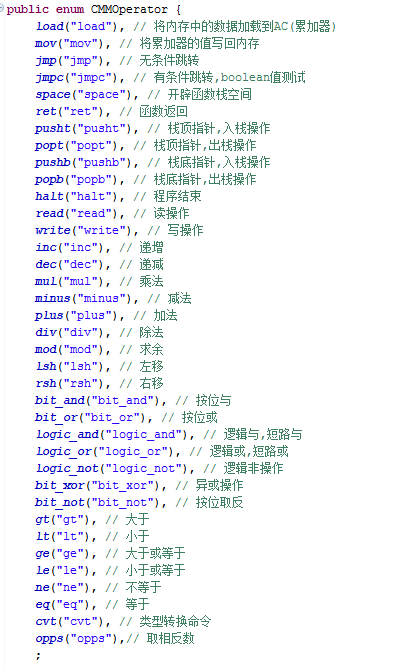 public enum CMMOperator {
load("load"), // 将内存中的数据加载到AC(累加器)
mov("mov"), // 将累加器的值写回内存
jmp("jmp"), // 无条件跳转
jmpc("jmpc"), // 有条件跳转,boolean值测试
space("space"), // 开辟函数栈空间
ret("ret"), // 函数返回
pusht("pusht"), // 栈顶指针,入栈操作
popt("popt"), // 栈顶指针,出栈操作
pushb("pushb"), // 栈底指针,入栈操作
popb("popb"), // 栈底指针,出栈操作
halt("halt"), // 程序结束
read("read"), // 读操作
write("write"), // 写操作
inc("inc"), // 递增
dec("dec"), // 递减
mul("mul"), // 乘法
minus("minus"), // 减法
plus("plus"), // 加法
div("div"), // 除法
mod("mod"), // 求余
lsh("lsh"), // 左移
rsh("rsh"), // 右移
bit_and("bit_and"), // 按位与
bit_or("bit_or"), // 按位或
logic_and("logic_and"), // 逻辑与,短路与
logic_or("logic_or"), // 逻辑或,短路或
logic_not("logic_not"), // 逻辑非操作
bit_xor("bit_xor"), // 异或操作
bit_not("bit_not"), // 按位取反
gt("gt"), // 大于
lt("lt"), // 小于
ge("ge"), // 大于或等于
le("le"), // 小于或等于
ne("ne"), // 不等于
eq("eq"), // 等于
cvt("cvt"), // 类型转换命令
opps("opps"),// 取相反数
;